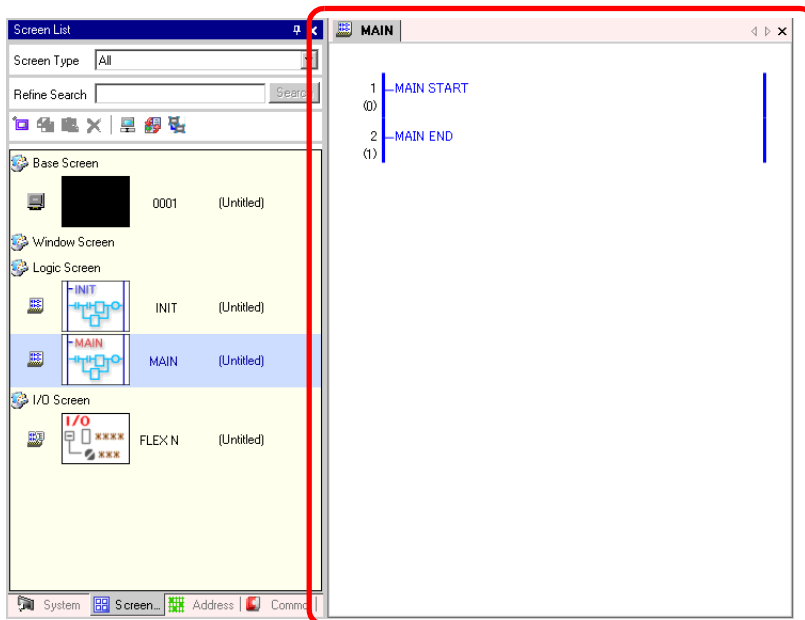 Screen List
Screen Type All
Refine Search Search
Base Screen
0001 (Untitled)
Window Screen
Logic Screen
INIT
INIT (Untitled)
MAIN
MAIN (Untitled)
I/O Screen
I/O
****
***
FLEX N (Untitled)
System Screen... Address Commo
MAIN
1 MAIN START
(0)
2 MAIN END
(1)